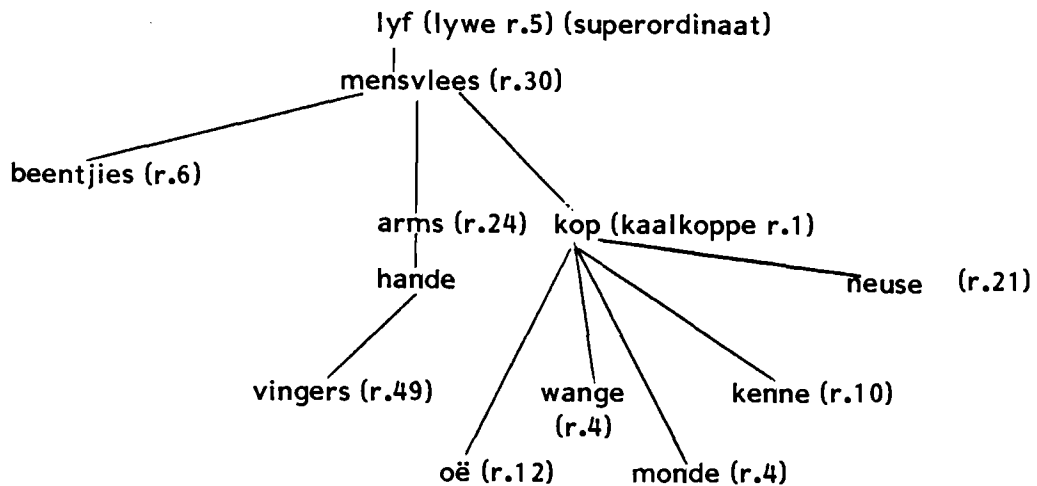 lyf (lywe r.5) (superordinaat)
mensvlees (r.30)
beentjies (r.6)
arms (r.24) kop (kaalkoppe r.1)
hande
neuse (r.21)
vingers (r.49)
wange
(r.4)
kenne (r.10)
oë (r.12)
monde (r.4)